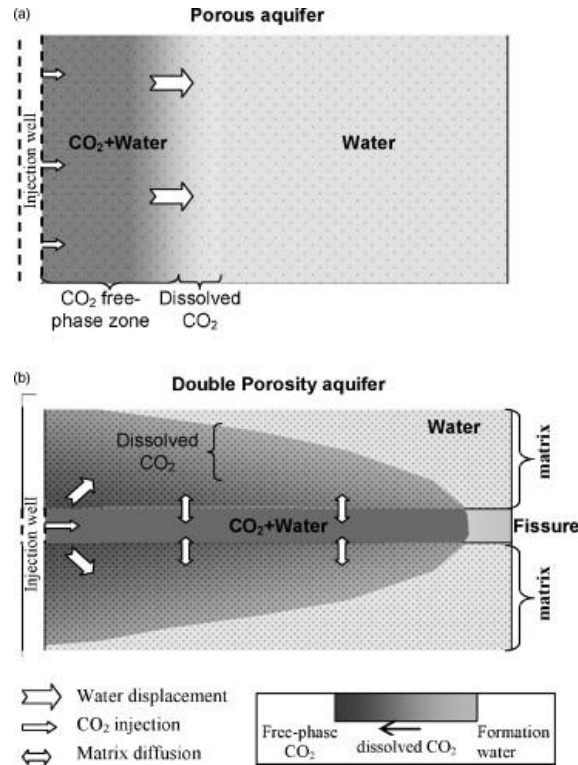 (a)
Porous aquifer
Injection well
CO₂+Water
Water
CO₂ free-
phase zone
Dissolved
CO₂
(b)
Double Porosity aquifer
Injection well
Dissolved
CO₂
Water
matrix
CO₂+Water
Fissure
matrix
Water displacement
CO₂ injection
Matrix diffusion
Free-phase
CO₂
dissolved CO₂
Formation
water